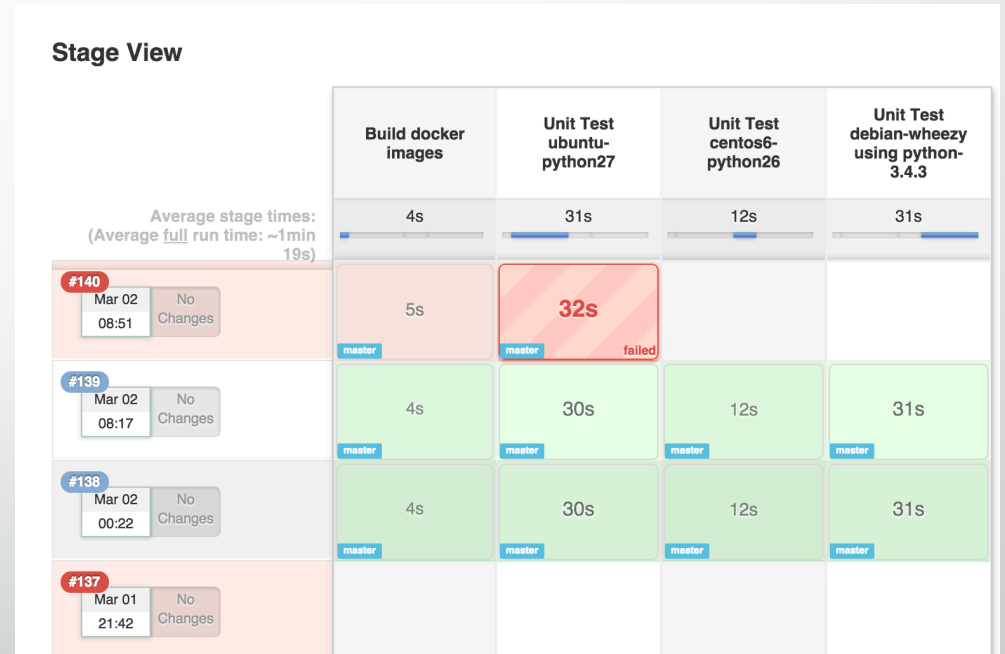 Stage View
Build docker
images
Unit Test
ubuntu-
python27
Unit Test
centos6-
python26
Unit Test
debian-wheezy
using python-
3.4.3
Average stage times:
(Average full run time: ~1min
19s)
4s
31s
12s
31s
#140
Mar 02
08:51
No
Changes
5s
master
32s
master
failed
#139
Mar 02
08:17
No
Changes
4s
master
30s
master
12s
master
31s
master
#138
Mar 02
00:22
No
Changes
4s
master
30s
master
12s
master
31s
master
#137
Mar 01
21:42
No
Changes